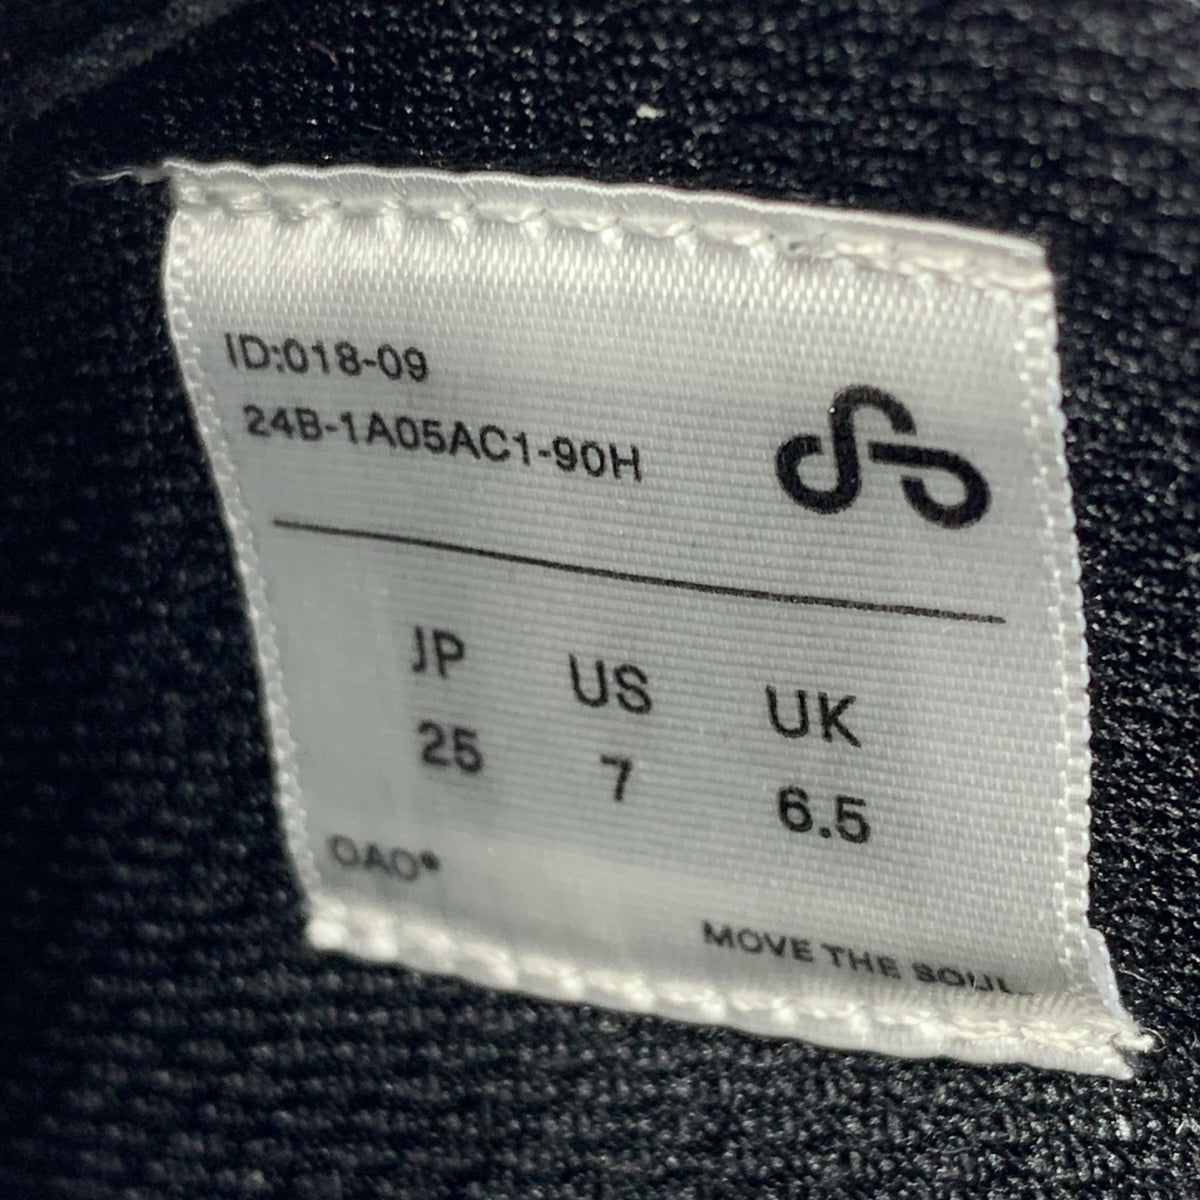 ID:018-09
24B-1A05AC1-90H
JP US UK
25 7 6.5
OAO®
MOVE THE SOUL